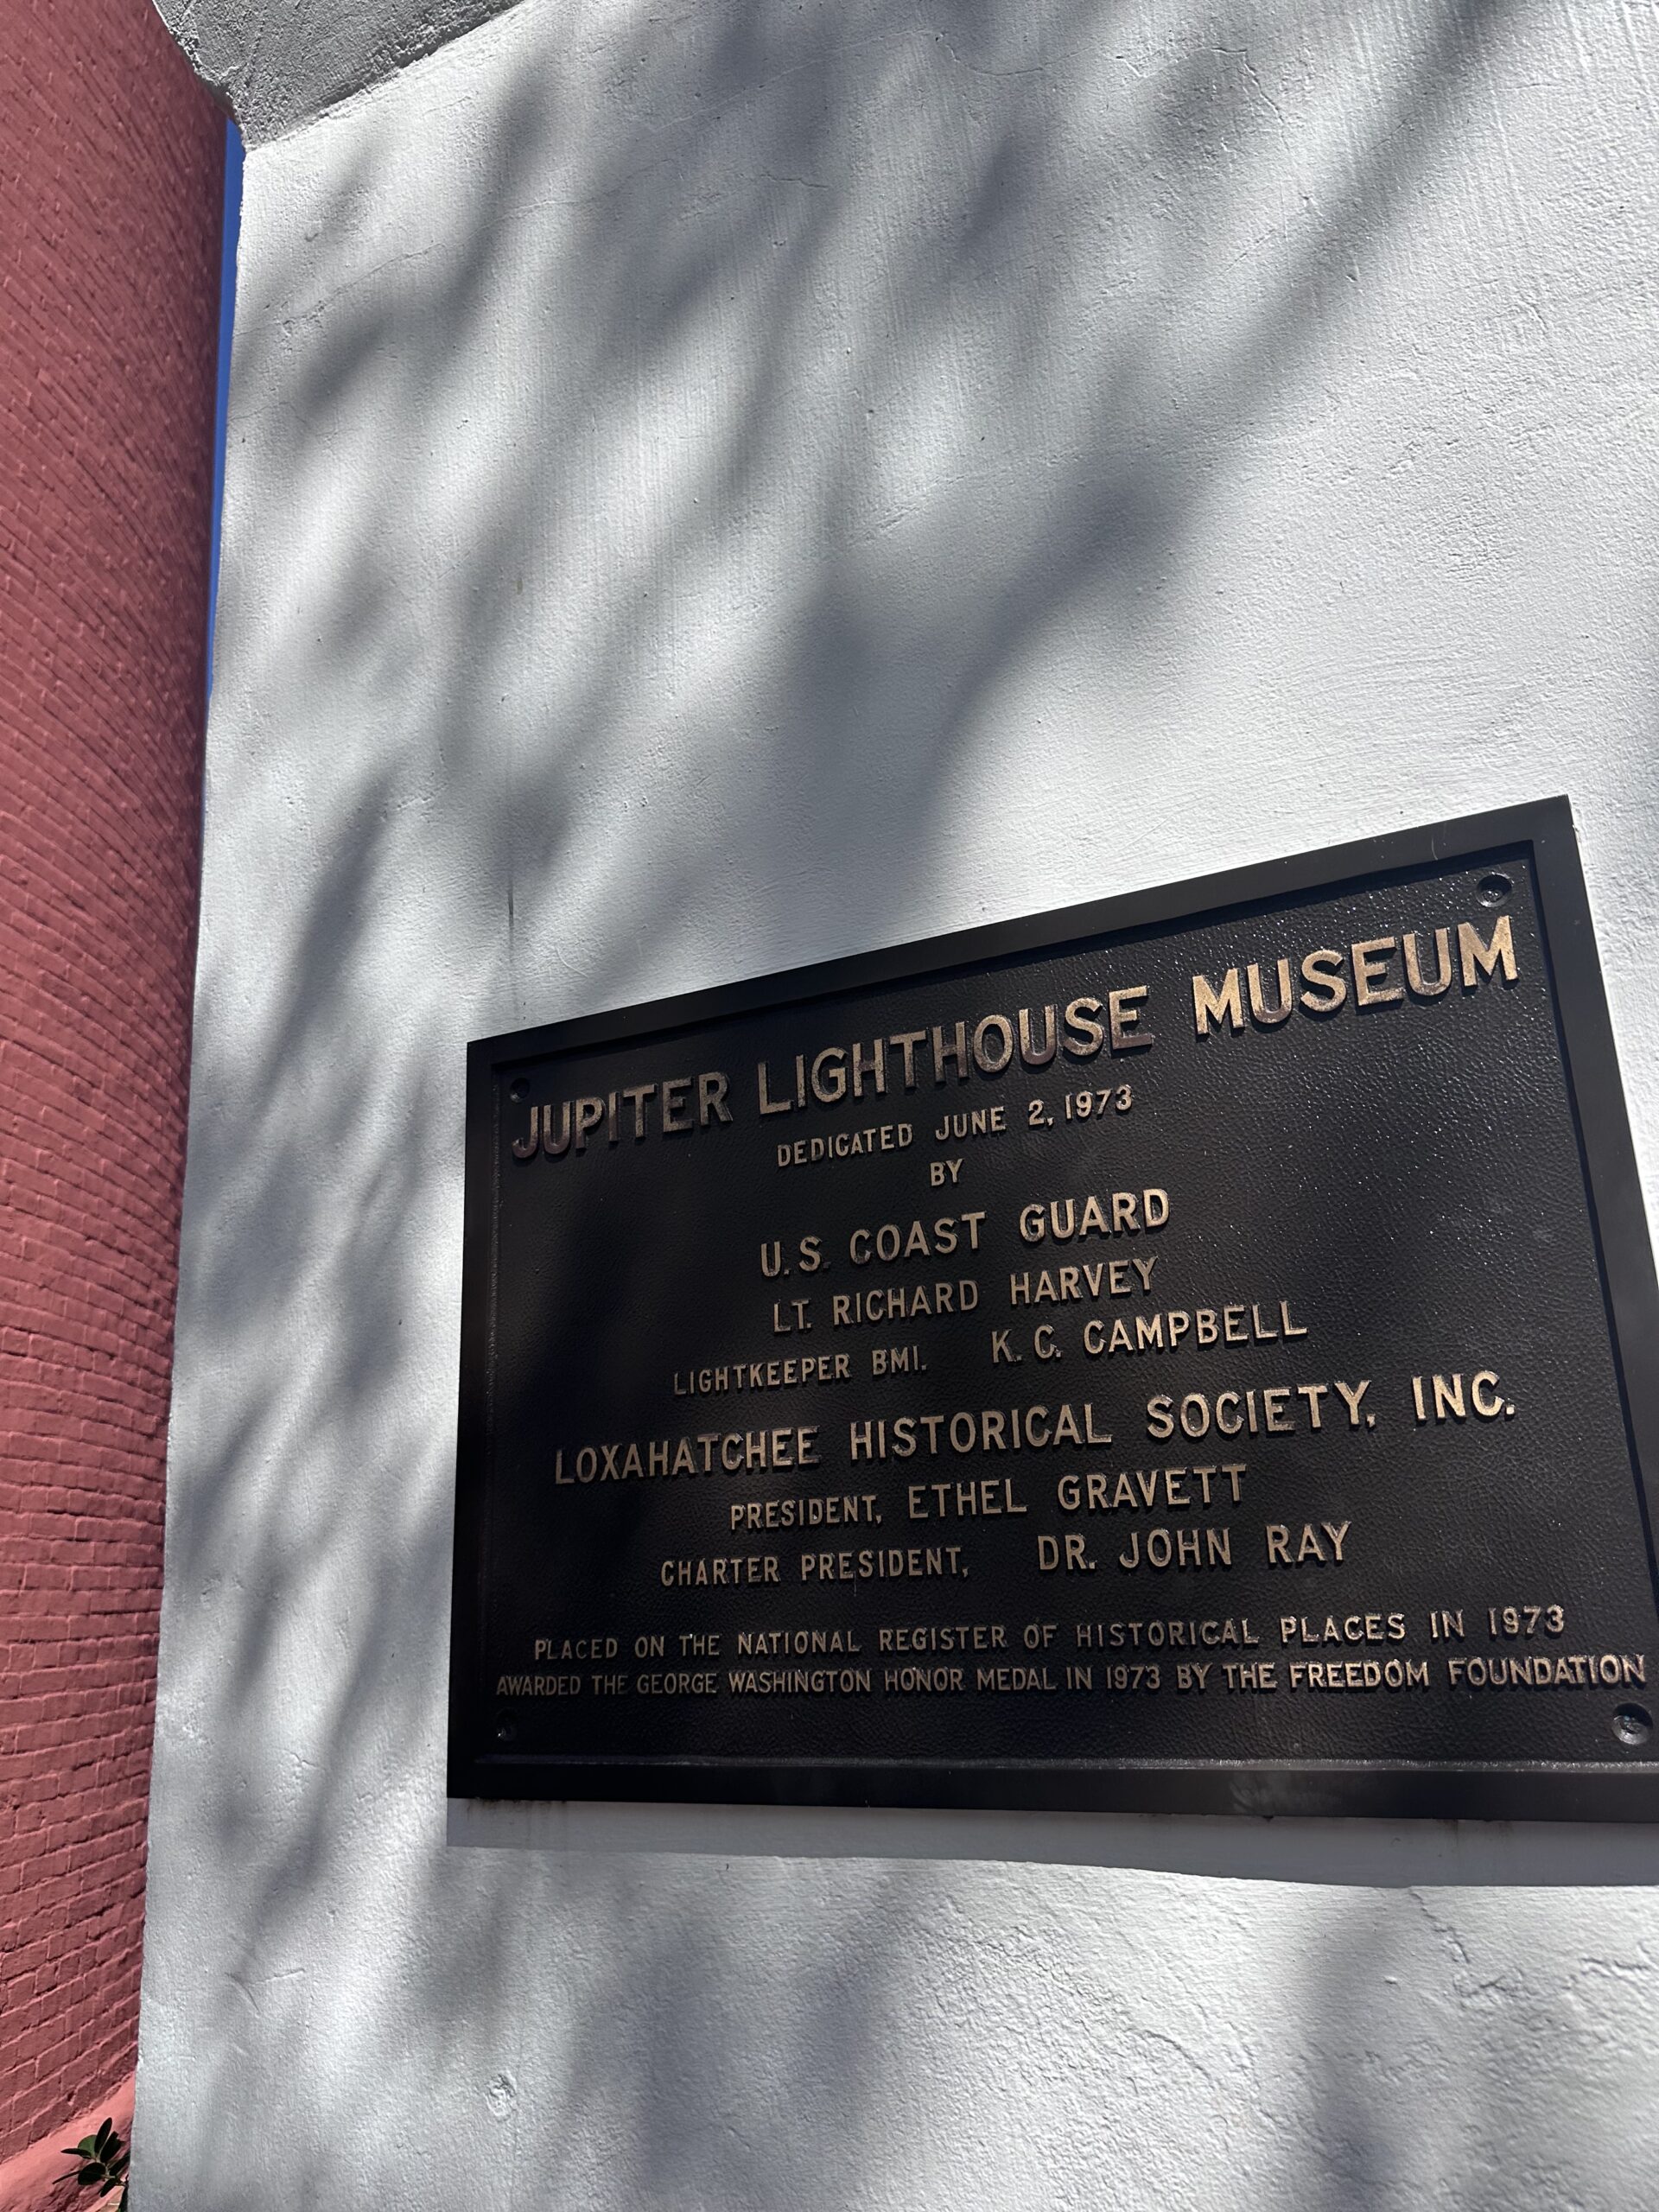 JUPITER LIGHTHOUSE MUSEUM
DEDICATED JUNE 2, 1973
BY
U.S. COAST GUARD
LT. RICHARD HARVEY
LIGHTKEEPER BM1. K. C. CAMPBELL
LOXAHATCHEE HISTORICAL SOCIETY, INC.
PRESIDENT, ETHEL GRAVETT
CHARTER PRESIDENT, DR. JOHN RAY
PLACED ON THE NATIONAL REGISTER OF HISTORICAL PLACES IN 1973
AWARDED THE GEORGE WASHINGTON HONOR MEDAL IN 1973 BY THE FREEDOM FOUNDATION